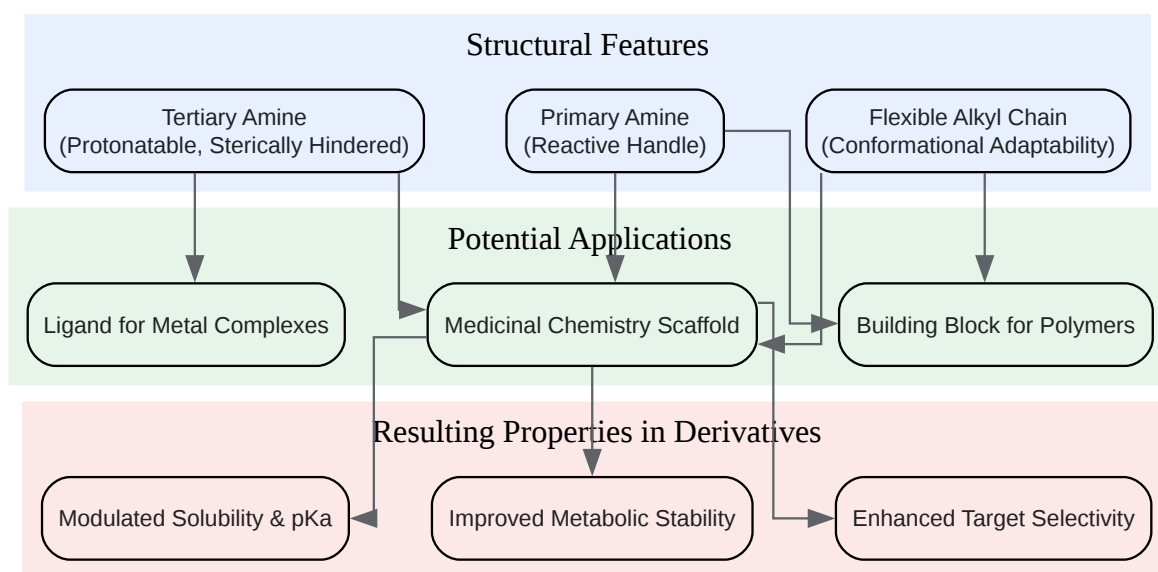 Structural Features
Tertiary Amine
(Protonatable, Sterically Hindered)
Primary Amine
(Reactive Handle)
Flexible Alkyl Chain
(Conformational Adaptability)
Potential Applications
Ligand for Metal Complexes
Medicinal Chemistry Scaffold
Building Block for Polymers
Resulting Properties in Derivatives
Modulated Solubility & pKa
Improved Metabolic Stability
Enhanced Target Selectivity